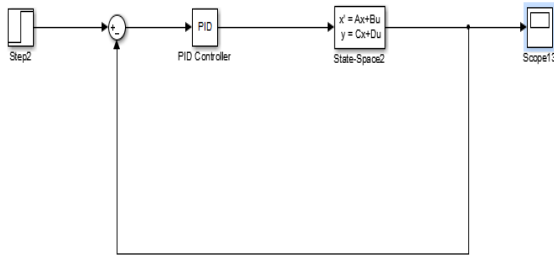 PID
x' = Ax+Bu
y = Cx+Du
Step2
PID Controller
State-Space2
Scope13